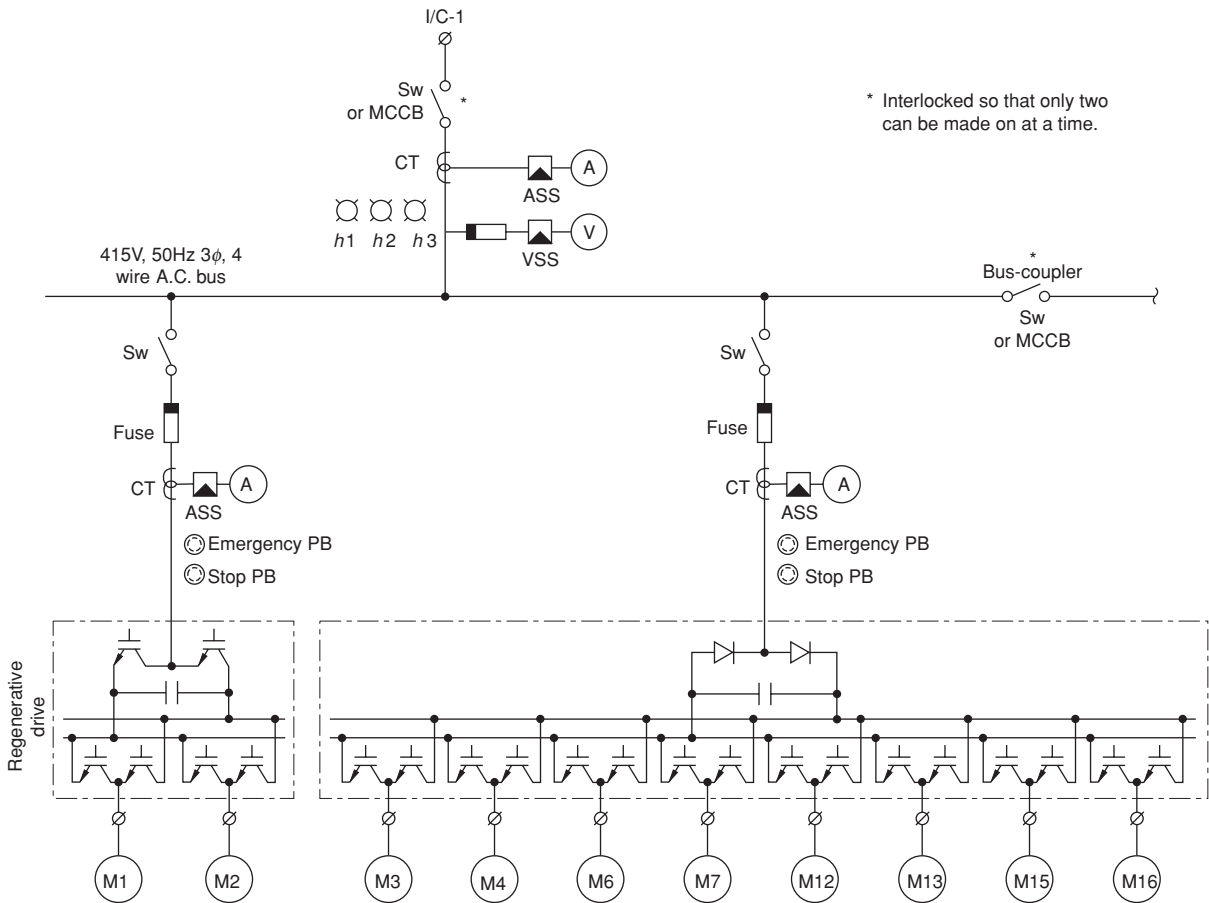 I/C-1
Sw
or MCCB
*
* Interlocked so that only two
can be made on at a time.
CT
A
ASS
h1 h2 h3
V
VSS
415V, 50Hz 3ϕ, 4
wire A.C. bus
*
Bus-coupler
Sw
or MCCB
Sw
Fuse
CT
A
ASS
Emergency PB
Stop PB
Sw
Fuse
CT
A
ASS
Emergency PB
Stop PB
Regenerative
drive
M1
M2
M3
M4
M6
M7
M12
M13
M15
M16